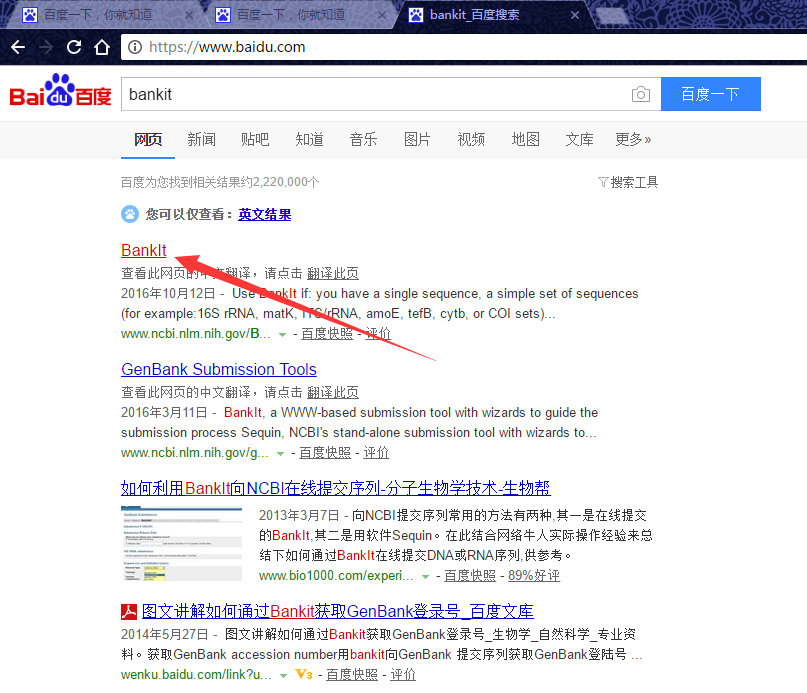 百度一下，你就知道 × 百度一下，你就知道 × bankit_百度搜索 ×
https://www.baidu.com
Bai du 百度 bankit 百度一下
网页 新闻 贴吧 知道 音乐 图片 视频 地图 文库 更多»
百度为您找到相关结果约2,220,000个 搜索工具
您可以仅查看：英文结果
BankIt
查看此网页的中文翻译，请点击 翻译此页
2016年10月12日 - Use BankIt if: you have a single sequence, a simple set of sequences
(for example:16S rRNA, matK, ITS/rRNA, amoE, tefB, cytb, or COI sets)...
www.ncbi.nlm.nih.gov/B... - 百度快照 - 评价
GenBank Submission Tools
查看此网页的中文翻译，请点击 翻译此页
2016年3月11日 - BankIt, a WWW-based submission tool with wizards to guide the
submission process Sequin, NCBI's stand-alone submission tool with wizards to...
www.ncbi.nlm.nih.gov/g... - 百度快照 - 评价
如何利用BankIt向NCBI在线提交序列-分子生物学技术-生物帮
2013年3月7日 - 向NCBI提交序列常用的方法有两种,其一是在线提交
的BankIt,其二是用软件Sequin。在此结合网络牛人实际操作经验来总
结下如何通过BankIt在线提交DNA或RNA序列,供参考。
www.bio1000.com/experi... - 百度快照 - 89%好评
图文讲解如何通过Bankit获取GenBank登录号_百度文库
2014年5月27日 - 图文讲解如何通过Bankit获取GenBank登录号_生物学_自然科学_专业资
料。获取GenBank accession number用bankit向GenBank 提交序列获取GenBank登陆号 ...
wenku.baidu.com/link?u... V3 - 百度快照 - 评价